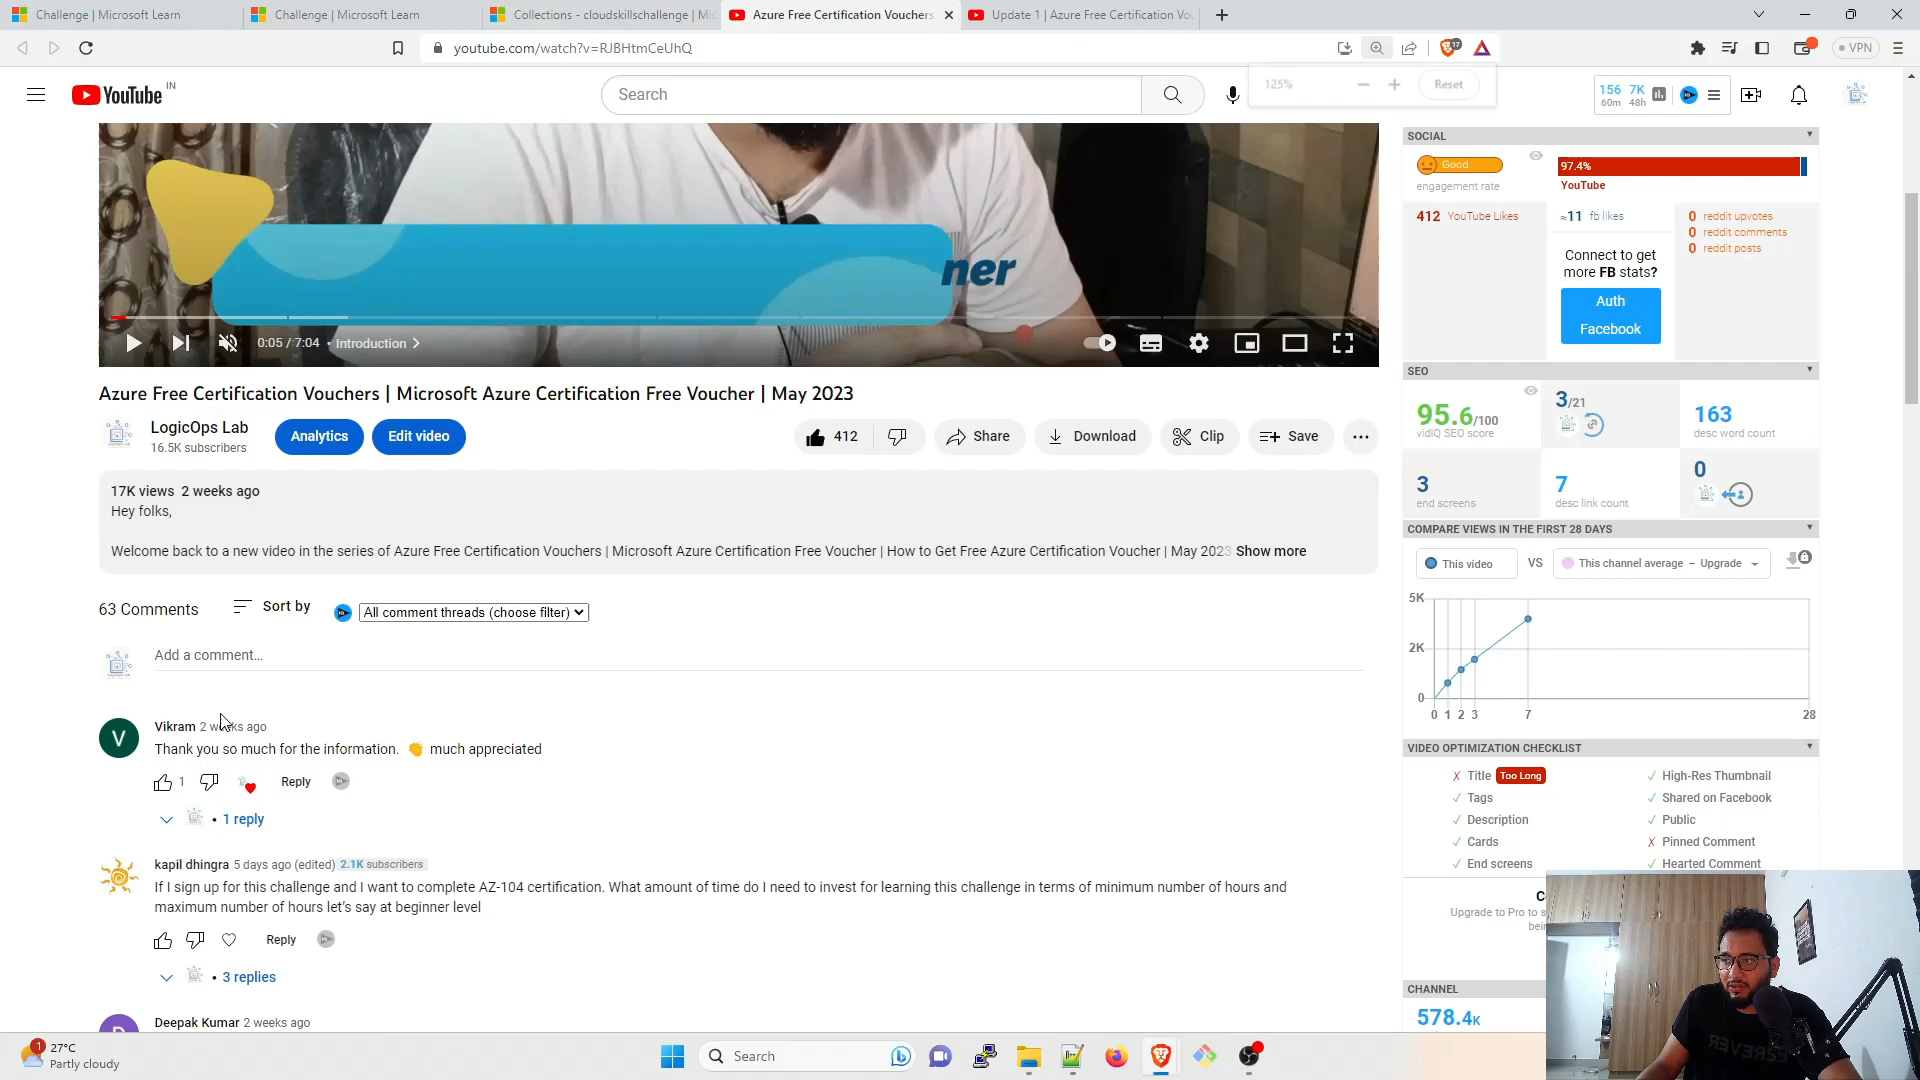 Challenge | Microsoft Learn
Challenge | Microsoft Learn
Collections - cloudskillschallenge | Mi
Azure Free Certification Vouchers
Update 1 | Azure Free Certification Vo
youtube.com/watch?v=RJBHtmCeUhQ
VPN
YouTube IN
Search
125%
Reset
156 7K
60m 48h
ner
0:05 / 7:04 • Introduction
Azure Free Certification Vouchers | Microsoft Azure Certification Free Voucher | May 2023
LogicOps Lab
16.5K subscribers
Analytics
Edit video
412
Share
Download
Clip
Save
17K views 2 weeks ago
Hey folks,
Welcome back to a new video in the series of Azure Free Certification Vouchers | Microsoft Azure Certification Free Voucher | How to Get Free Azure Certification Voucher | May 2023 Show more
63 Comments
Sort by
All comment threads (choose filter)
Add a comment...
Vikram 2 weeks ago
Thank you so much for the information. 👏 much appreciated
1
Reply
• 1 reply
kapil dhingra 5 days ago (edited) 2.1K subscribers
If I sign up for this challenge and I want to complete AZ-104 certification. What amount of time do I need to invest for learning this challenge in terms of minimum number of hours and
maximum number of hours let's say at beginner level
Reply
• 3 replies
Deepak Kumar 2 weeks ago
SOCIAL
Good
engagement rate
97.4%
YouTube
412 YouTube Likes
≈11 fb likes
0 reddit upvotes
0 reddit comments
0 reddit posts
Connect to get
more FB stats?
Auth
Facebook
SEO
95.6/100
vidIQ SEO score
3/21
163
desc word count
3
end screens
7
desc link count
0
COMPARE VIEWS IN THE FIRST 28 DAYS
This video
VS
This channel average – Upgrade
5K
2K
0
0 1 2 3 7 28
VIDEO OPTIMIZATION CHECKLIST
✗ Title Too Long
✓ High-Res Thumbnail
✓ Tags
✓ Shared on Facebook
✓ Description
✓ Public
✓ Cards
✗ Pinned Comment
✓ End screens
✓ Hearted Comment
C
Upgrade to Pro to s
bein
CHANNEL
578.4K
27°C
Partly cloudy
Search